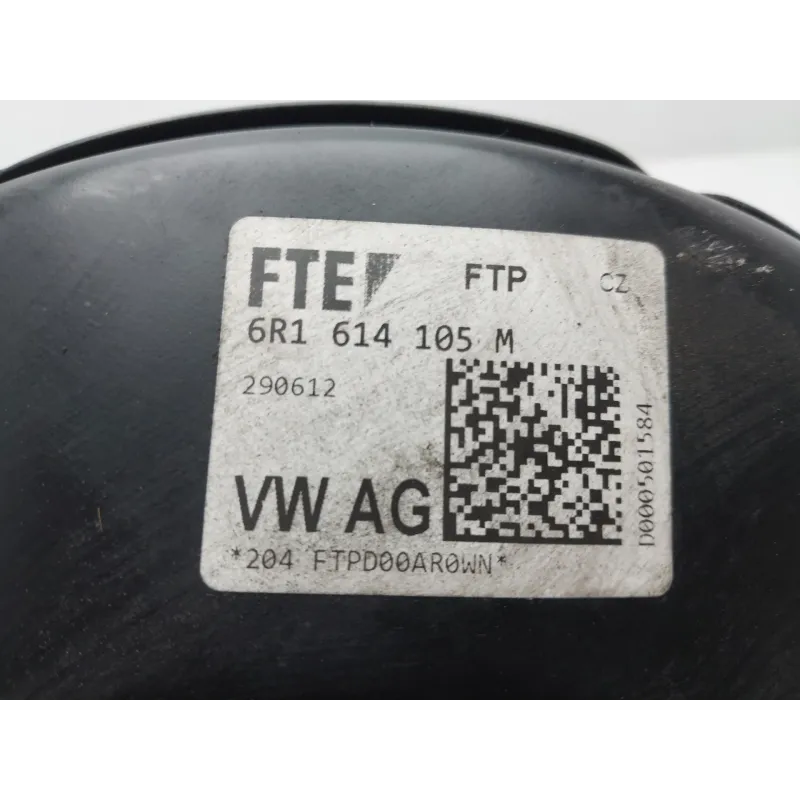 FTE FTP CZ
6R1 614 105 M
290612
VW AG
*204 FTPD00AR0WN*
D000501584